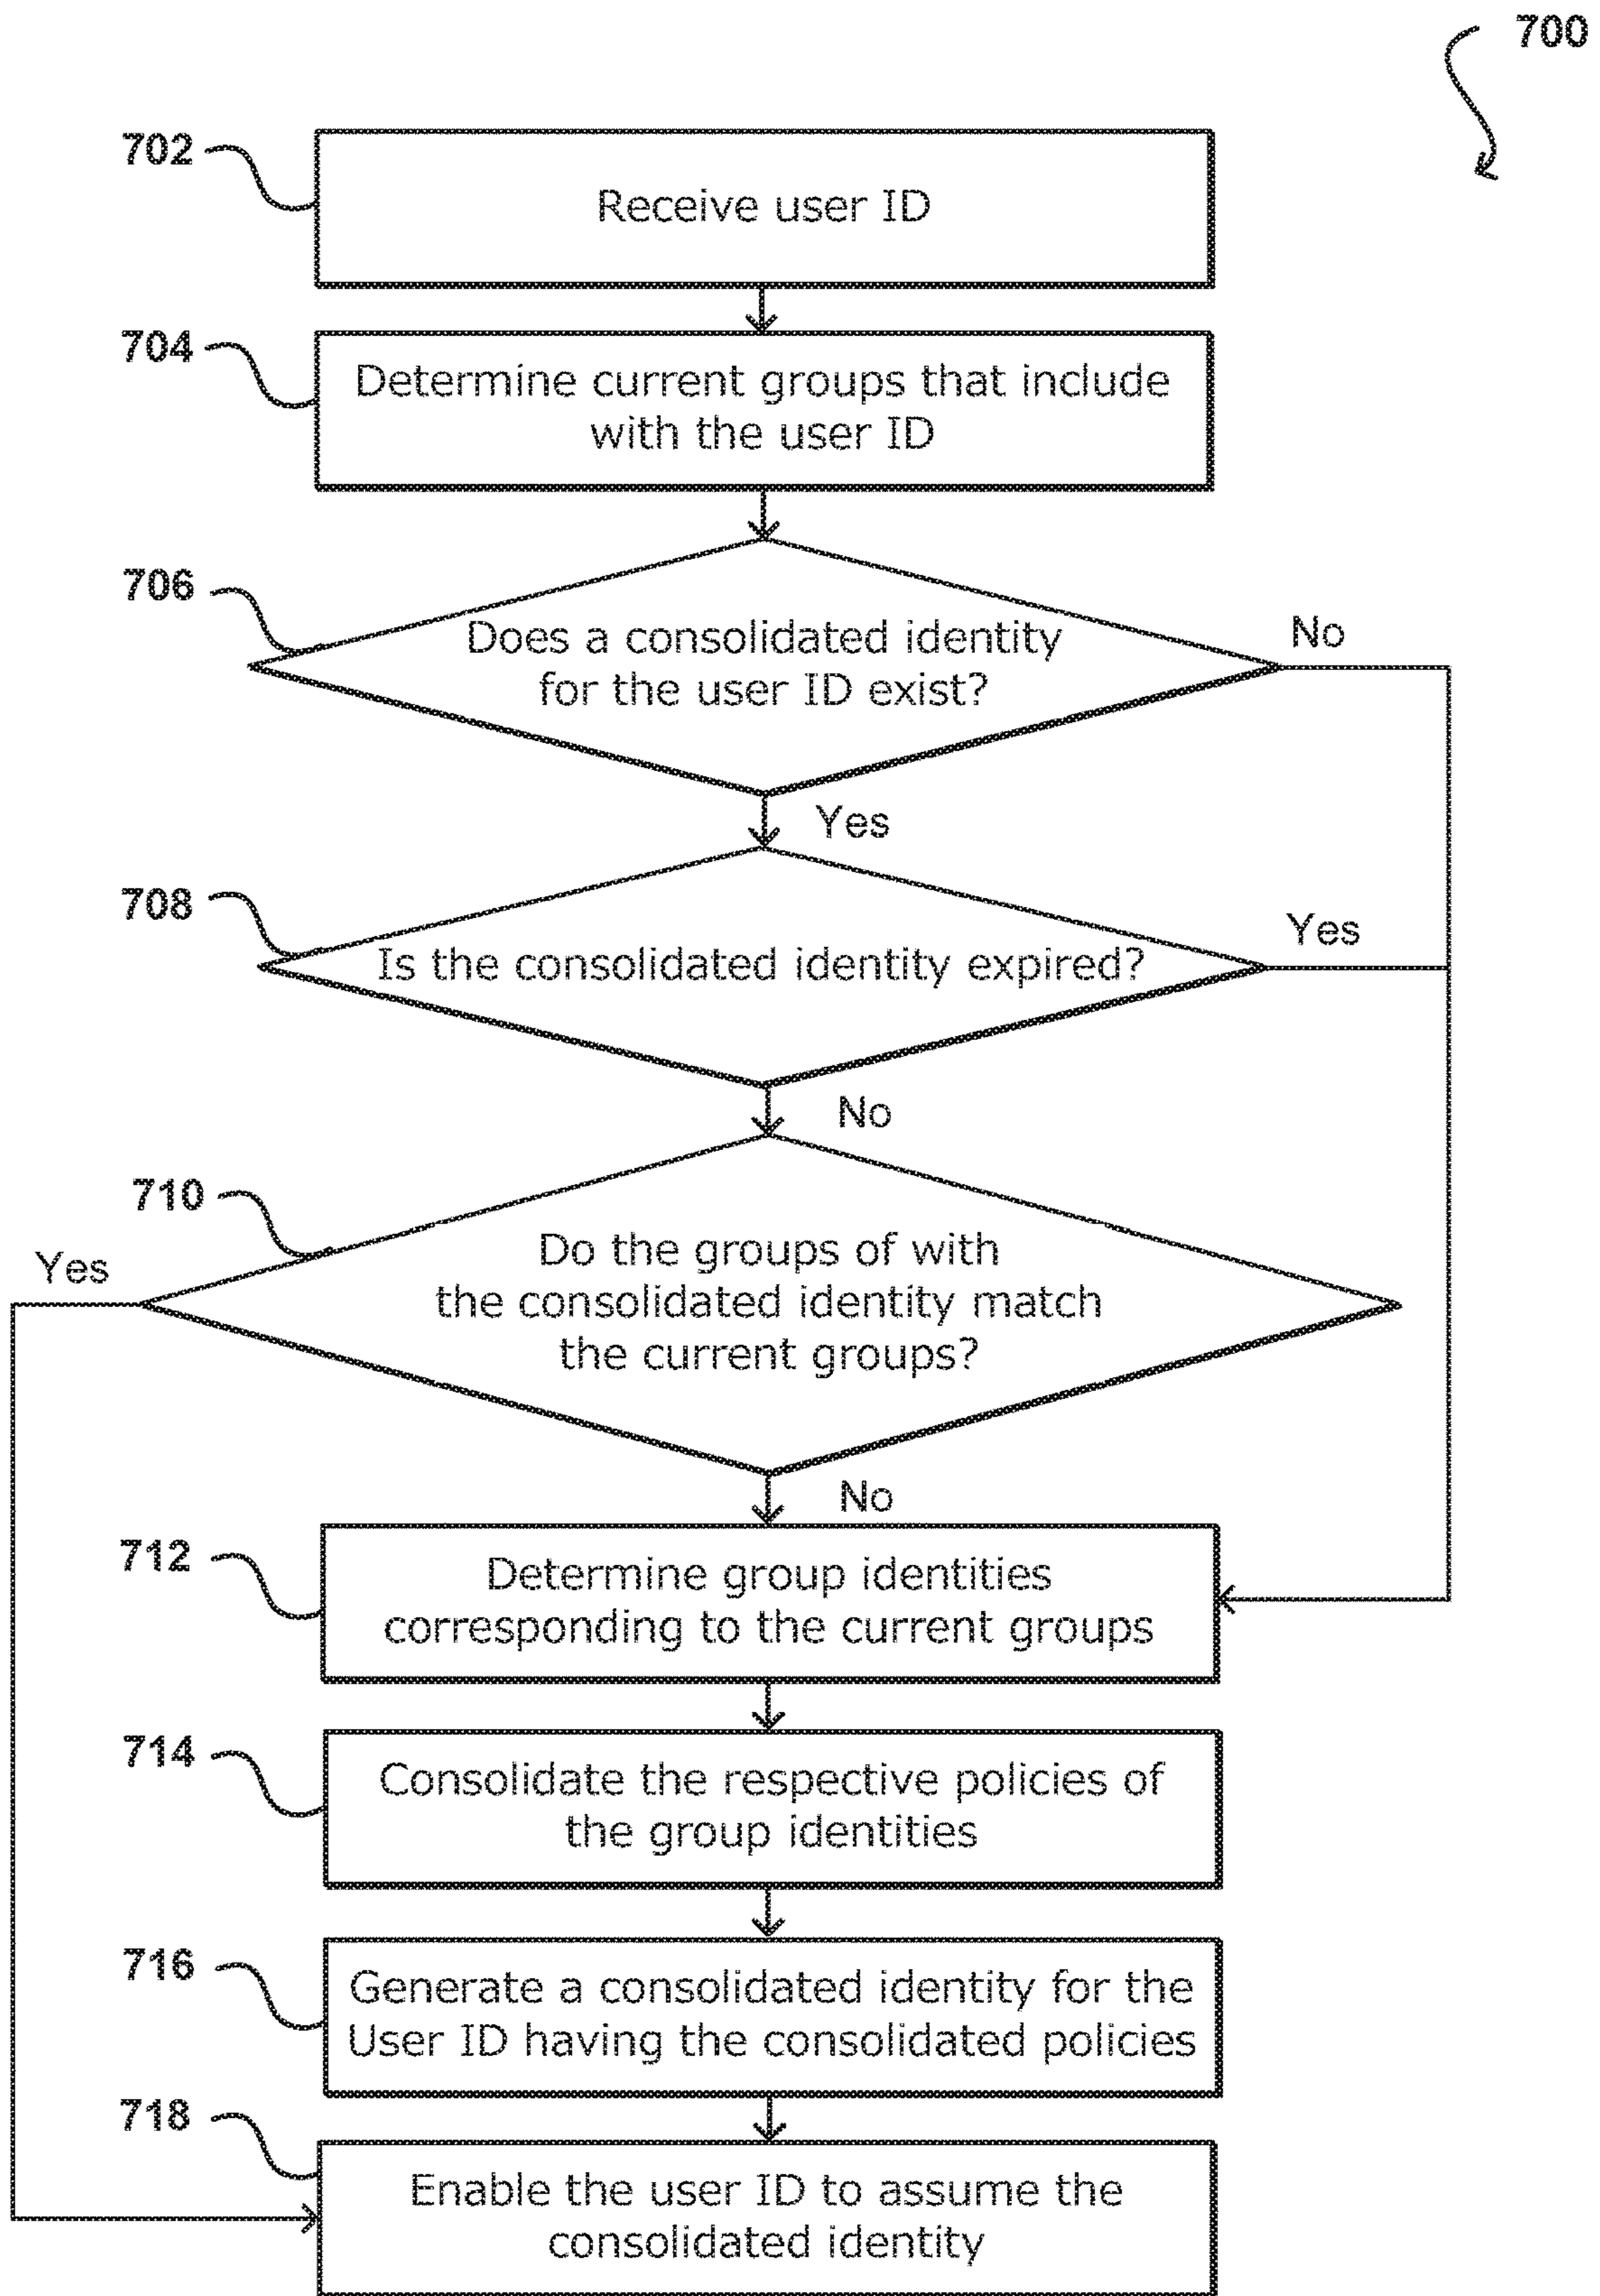 700
702
Receive user ID
704
Determine current groups that include
with the user ID
706
Does a consolidated identity
for the user ID exist?
No
Yes
708
Is the consolidated identity expired?
Yes
No
710
Yes
Do the groups of with
the consolidated identity match
the current groups?
No
712
Determine group identities
corresponding to the current groups
714
Consolidate the respective policies of
the group identities
716
Generate a consolidated identity for the
User ID having the consolidated policies
718
Enable the user ID to assume the
consolidated identity